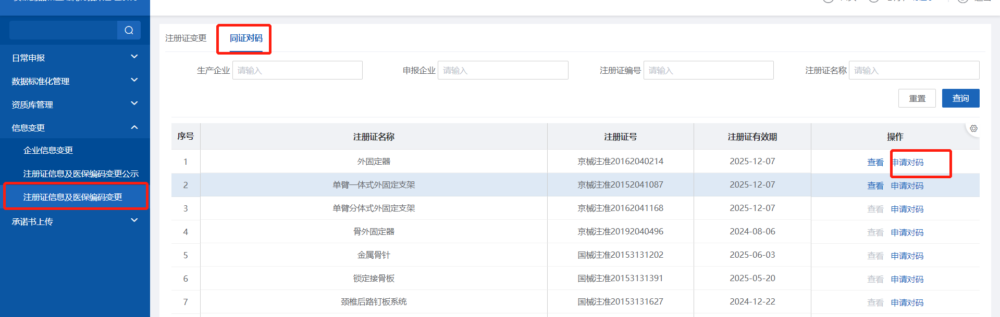 日常申报
数据标准化管理
资质库管理
信息变更
企业信息变更
注册证信息及医保编码变更公示
注册证信息及医保编码变更
承诺书上传
注册证变更 同证对码
生产企业 请输入 申报企业 请输入 注册证编号 请输入 注册证名称 请输入
重置 查询
序号 注册证名称 注册证号 注册证有效期 操作
1 外固定器 京械注准20162040214 2025-12-07 查看 申请对码
2 单臂一体式外固定支架 京械注准20152041087 2025-12-07 查看 申请对码
3 单臂分体式外固定支架 京械注准20162041168 2025-12-07 查看 申请对码
4 骨外固定器 京械注准20192040496 2024-08-06 查看 申请对码
5 金属骨针 国械注准20153131202 2025-06-03 查看 申请对码
6 锁定接骨板 国械注准20153131391 2025-05-20 查看 申请对码
7 颈椎后路钉板系统 国械注准20153131627 2024-12-22 查看 申请对码